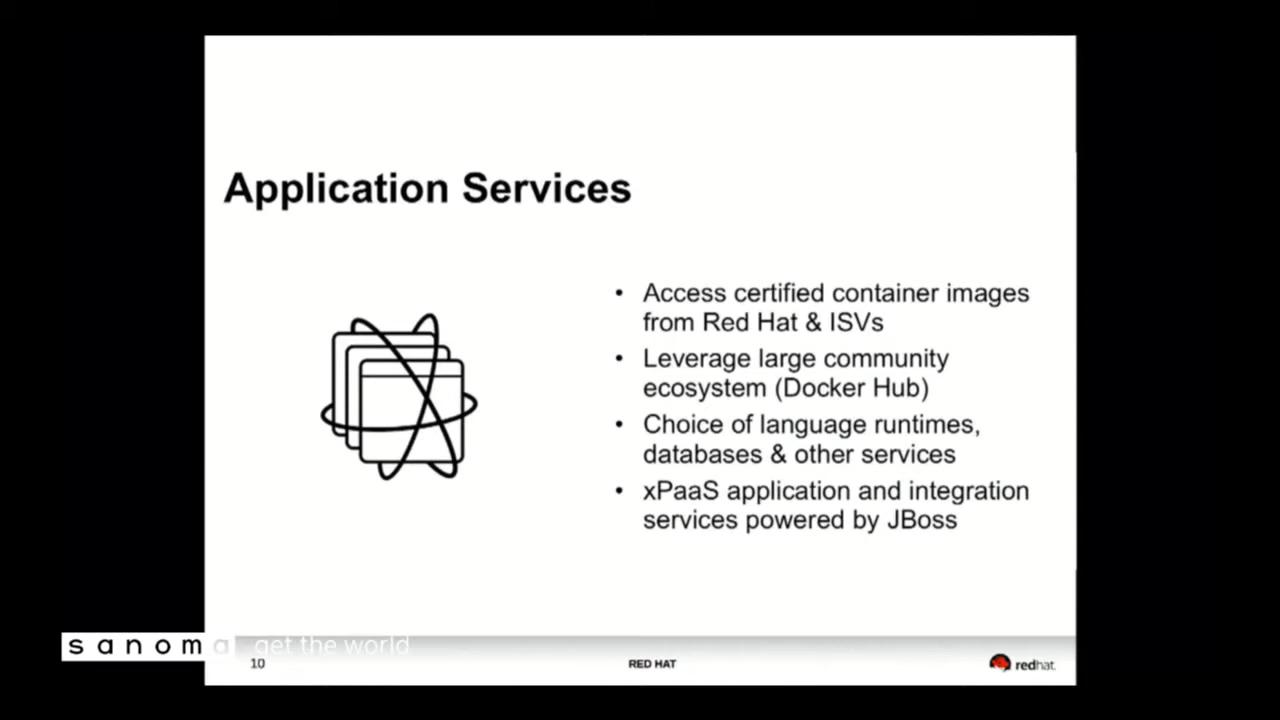 Application Services
• Access certified container images
from Red Hat & ISVs
• Leverage large community
ecosystem (Docker Hub)
• Choice of language runtimes,
databases & other services
• xPaaS application and integration
services powered by JBoss
sanoma get the world
10
RED HAT
redhat.